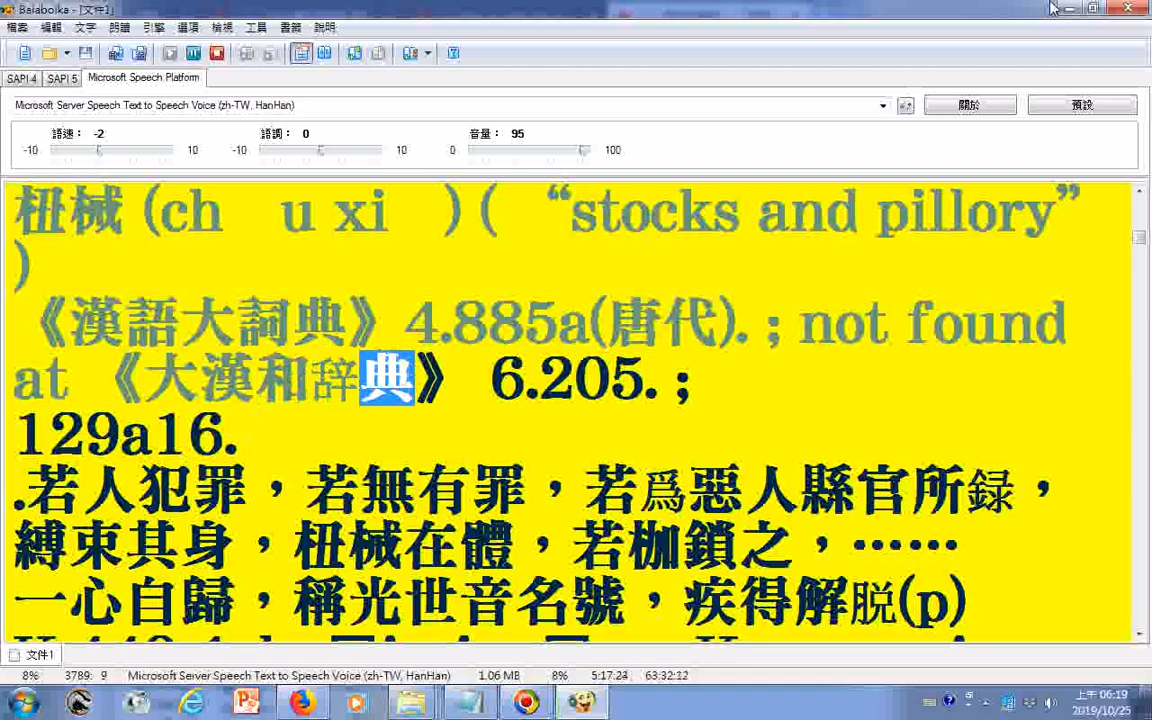 Balabolka - [文件1]
檔案 編輯 文字 朗讀 引擎 選項 檢視 工具 書籤 說明
SAPI 4 SAPI 5 Microsoft Speech Platform
Microsoft Server Speech Text to Speech Voice (zh-TW, HanHan) 關於 預設
語速： -2 語調： 0 音量： 95
-10 10 -10 10 0 100
杻械 (ch u xi ) ( “stocks and pillory”
)
《漢語大詞典》 4.885a(唐代). ; not found
at 《大漢和辞典》 6.205. ;
129a16.
.若人犯罪，若無有罪，若爲惡人縣官所録，
縛束其身，杻械在體，若枷鎖之，……
一心自歸，稱光世音名號，疾得解脱(p)
文件1
8% 3789: 9 Microsoft Server Speech Text to Speech Voice (zh-TW, HanHan) 1.06 MB 8% 5:17:24 63:32:12
上午 06:19
2019/10/25